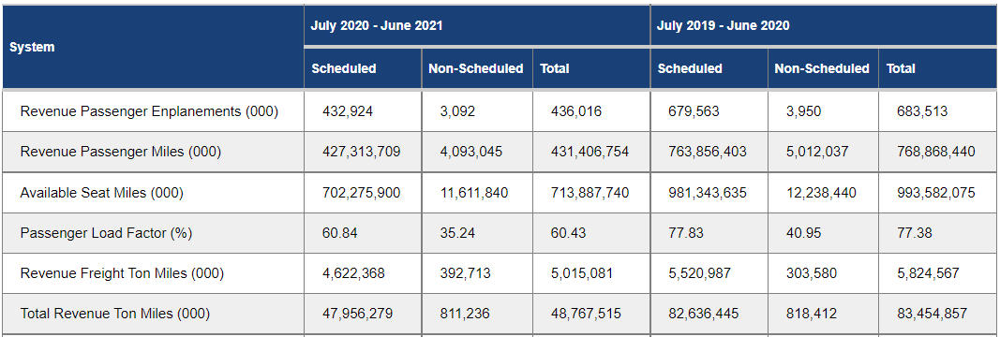 System July 2020 - June 2021 July 2019 - June 2020
Scheduled Non-Scheduled Total Scheduled Non-Scheduled Total
Revenue Passenger Enplanements (000) 432,924 3,092 436,016 679,563 3,950 683,513
Revenue Passenger Miles (000) 427,313,709 4,093,045 431,406,754 763,856,403 5,012,037 768,868,440
Available Seat Miles (000) 702,275,900 11,611,840 713,887,740 981,343,635 12,238,440 993,582,075
Passenger Load Factor (%) 60.84 35.24 60.43 77.83 40.95 77.38
Revenue Freight Ton Miles (000) 4,622,368 392,713 5,015,081 5,520,987 303,580 5,824,567
Total Revenue Ton Miles (000) 47,956,279 811,236 48,767,515 82,636,445 818,412 83,454,857